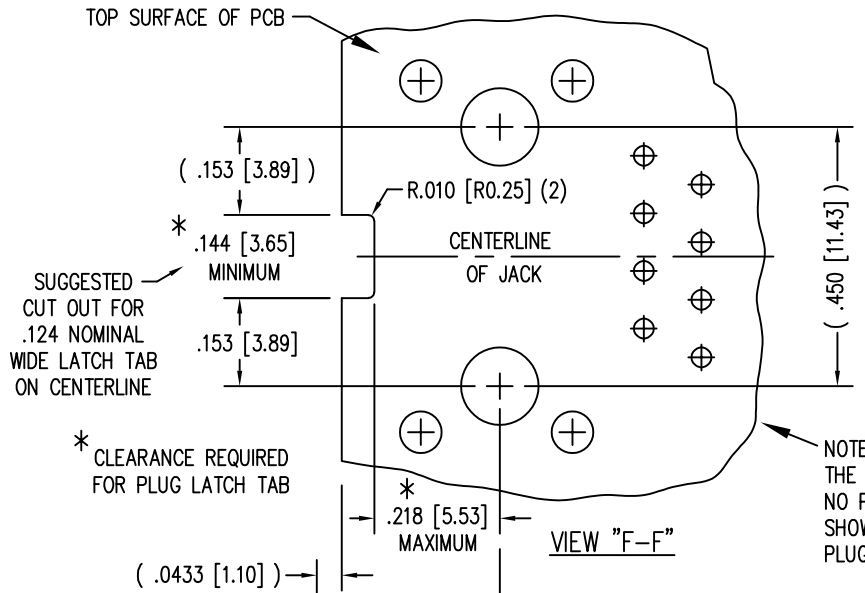 TOP SURFACE OF PCB
( .153 [3.89] )
R.010 [R0.25] (2)
*
.144 [3.65]
MINIMUM
CENTERLINE
OF JACK
( .450 [11.43] )
SUGGESTED
CUT OUT FOR
.124 NOMINAL
WIDE LATCH TAB
ON CENTERLINE
.153 [3.89]
* CLEARANCE REQUIRED
FOR PLUG LATCH TAB
*
.218 [5.53]
MAXIMUM
VIEW "F-F"
( .0433 [1.10] )
NOTE
THE
NO P
SHOW
PLUG